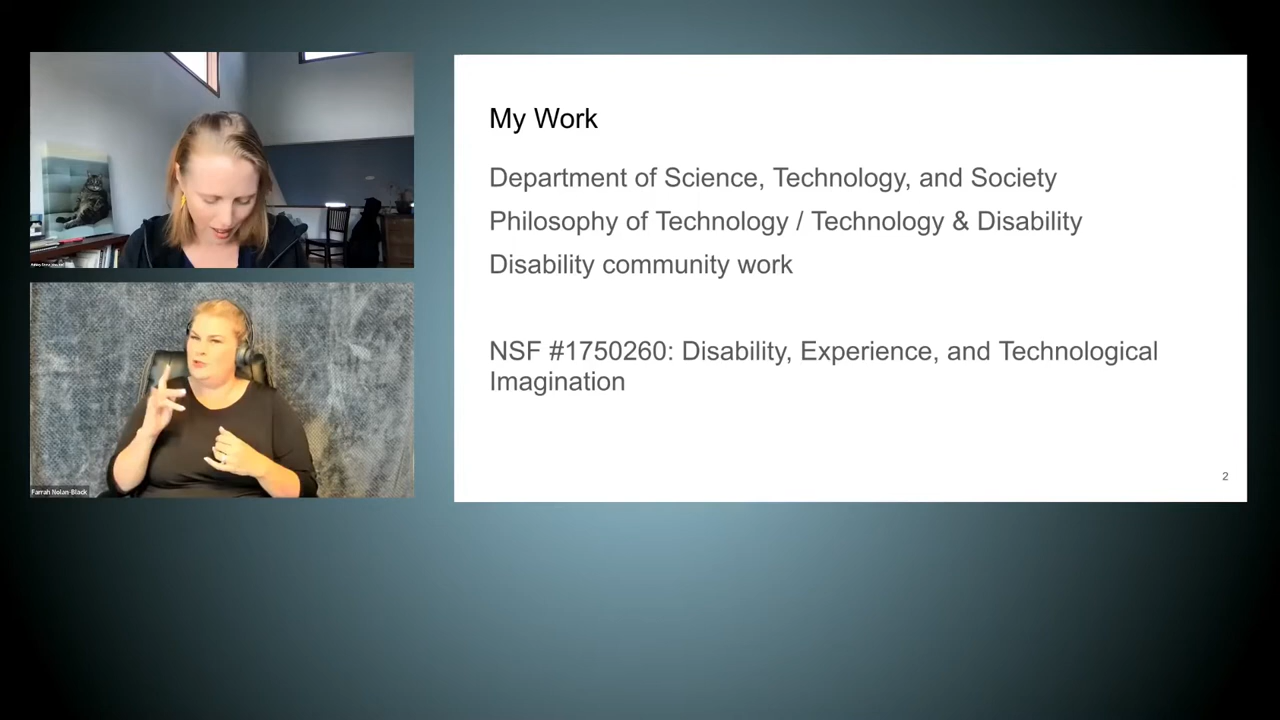 My Work
Department of Science, Technology, and Society
Philosophy of Technology / Technology & Disability
Disability community work
NSF #1750260: Disability, Experience, and Technological
Imagination
2
Farrah Nolan-Black